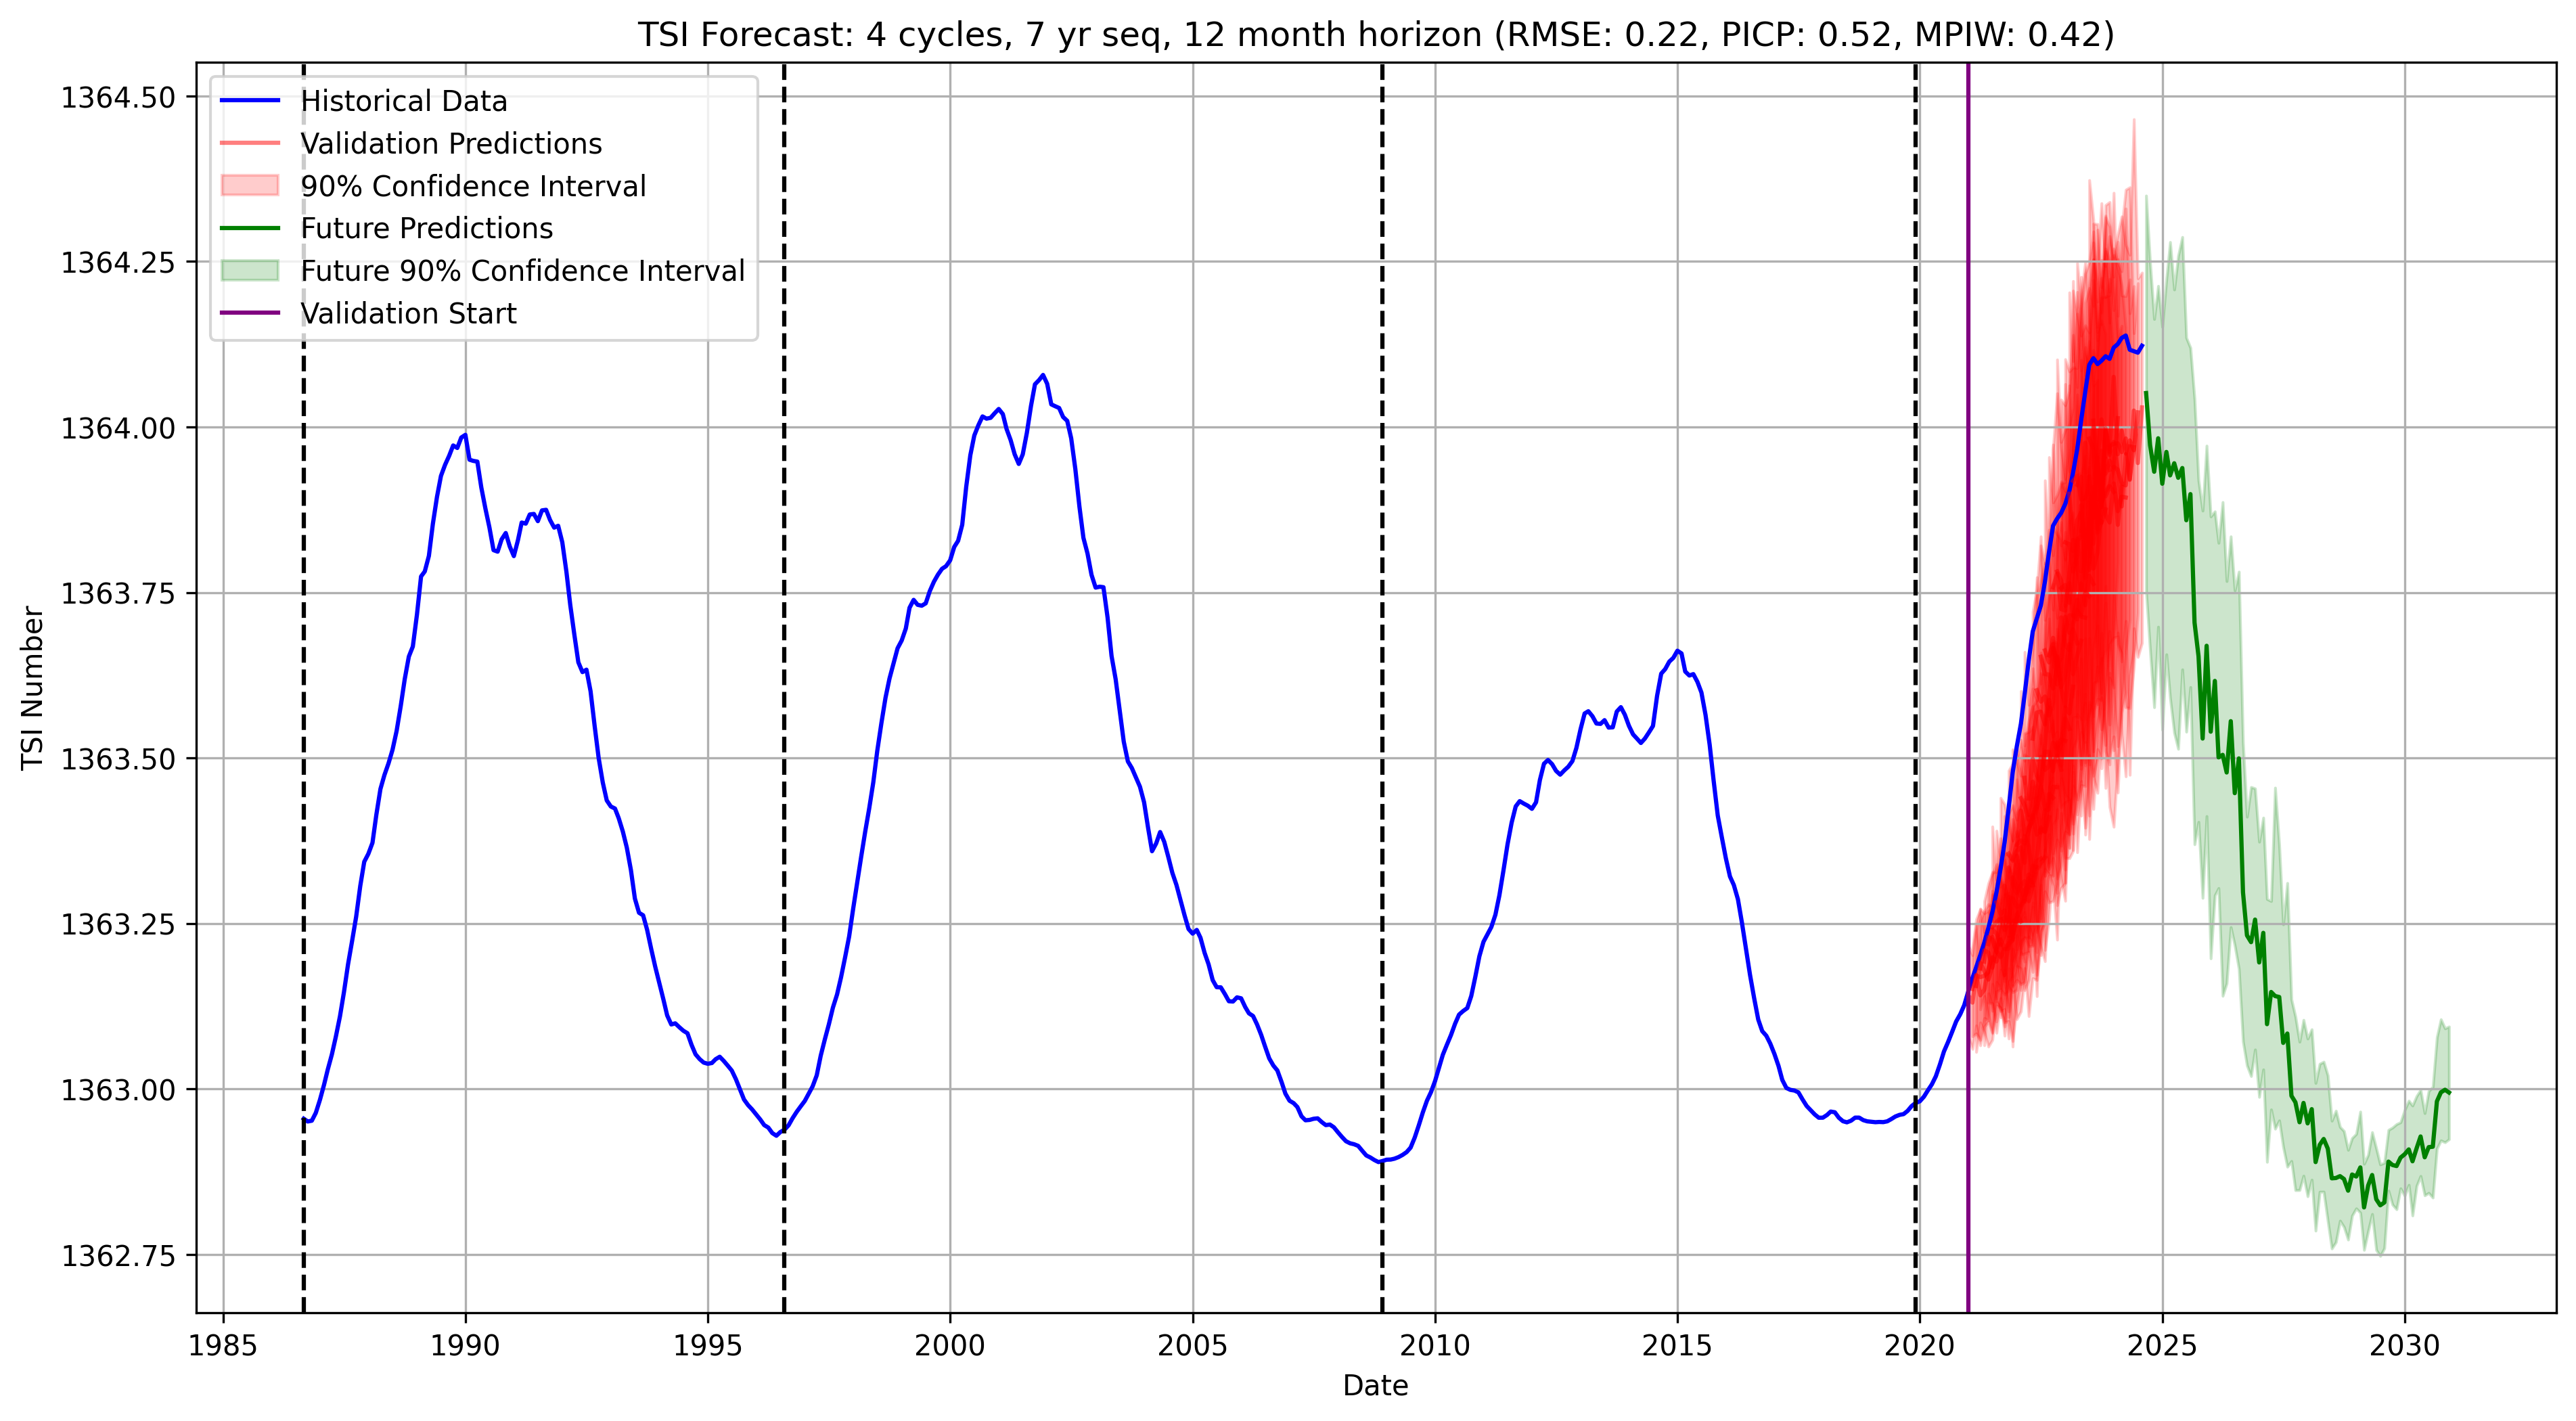 TSI Forecast: 4 cycles, 7 yr seq, 12 month horizon (RMSE: 0.22, PICP: 0.52, MPIW: 0.42)
Historical Data
Validation Predictions
90% Confidence Interval
Future Predictions
Future 90% Confidence Interval
Validation Start
TSI Number
1364.50
1364.25
1364.00
1363.75
1363.50
1363.25
1363.00
1362.75
1985 1990 1995 2000 2005 2010 2015 2020 2025 2030
Date